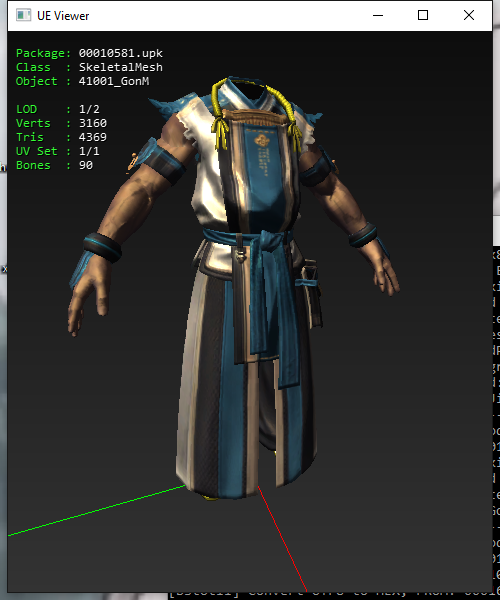 UE Viewer
Package: 00010581.upk
Class : SkeletalMesh
Object : 41001_GonM
LOD : 1/2
Verts : 3160
Tris : 4369
UV Set : 1/1
Bones : 90